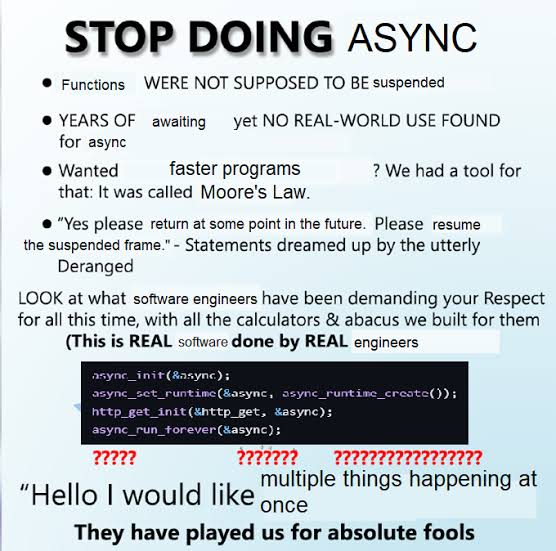 STOP DOING ASYNC
● Functions WERE NOT SUPPOSED TO BE suspended
● YEARS OF awaiting yet NO REAL-WORLD USE FOUND
for async
● Wanted faster programs ? We had a tool for
that: It was called Moore's Law.
● "Yes please return at some point in the future. Please resume
the suspended frame." - Statements dreamed up by the utterly
Deranged
LOOK at what software engineers have been demanding your Respect
for all this time, with all the calculators & abacus we built for them
(This is REAL software done by REAL engineers
async_init(&async);
async_set_runtime(&async, async_runtime_create());
http_get_init(&http_get, &async);
async_run_forever(&async);
????? ??????? ?????????????????
"Hello I would like multiple things happening at
once
They have played us for absolute fools